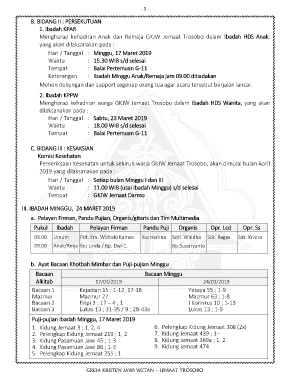 - 3 -
B. BIDANG II : PERSEKUTUAN
1. Ibadah KPAR
Mengharap kehadiran Anak dan Remaja GKJW Jemaat Trosobo dalam Ibadah HDS Anak, yang akan dilaksanakan pada :
Hari / Tanggal : Minggu, 17 Maret 2019
Waktu : 15.30 WIB s/d selesai
Tempat : Balai Pertemuan G-11
Keterangan : Ibadah Minggu Anak/Remaja jam 09.00 ditiadakan
Mohon dukungan dan support segenap orang tua agar acara tersebut berjalan lancar.
2. Ibadah KPPW
Mengharap kehadiran warga GKJW Jemaat Trosobo dalam Ibadah HDS Wanita, yang akan dilaksanakan pada :
Hari / Tanggal : Sabtu, 23 Maret 2019
Waktu : 18.00 WIB s/d selesai
Tempat : Balai Pertemuan G-11
C. BIDANG III : KESAKSIAN
Komisi Kesehatan
Pemeriksaan Kesehatan untuk seluruh warga GKJW Jemaat Trosobo, akan dimulai bulan April 2019 yang dilaksanakan pada :
Hari / Tanggal : Setiap bulan Minggu I dan III
Waktu : 11.00 WIB (usai Ibadah Minggu) s/d Selesai
Tempat : GKJW Jemaat Darmo
III. IBADAH MINGGU, 24 MARET 2019
a. Pelayan Firman, Pandu Pujian, Organis/gitaris dan Tim Multimedia
Pukul Ibadah Pelayan Firman Pandu Puji Organis Opr. Lcd Opr. Ss
09.00 Umum Pdt. Em. Widodo Kameo Ibu Herlina Sdri. Windika Sdr. Bagas Sdr. Krisna
09.00 Anak/Remaja Ibu Linda / Bp. Dwi C. Bp. Supariyanto
b. Ayat Bacaan Khotbah Mimbar dan Puji-pujian Minggu
Bacaan Alkitab Bacaan Minggu
17/03/2019 24/03/2019
Bacaan 1 Kejadian 15 ; 1-12, 17-18 Yesaya 55 ; 1-9
Mazmur Mazmur 27 Mazmur 63 ; 1-8
Bacaan 2 Filipi 3 ; 17 – 4 ; 1 I Korintus 10 ; 1-13
Bacaan 3 Lukas 13 ; 31-35 / 9 ; 28-43a Lukas 13 ; 1-9
Puji-pujian Ibadah Minggu, 17 Maret 2019
1. Kidung Jemaat 3 ; 1, 2, 4
2. Pelengkap Kidung Jemaat 239 ; 1, 2
3. Kidung Pasamuan Jawi 45 ; 1-3
4. Kidung Pasamuan Jawi 86 ; 1-3
5. Pelengkap Kidung Jemaat 255 ; 1
6. Pelengkap Kidung Jemaat 308 (2x)
7. Kidung Jemaat 439 ; 1–
8. Kidung Jemaat 369a ; 1, 2
9. Kidung Jemaat 474
GREJA KRISTEN JAWI WETAN – JEMAAT TROSOBO